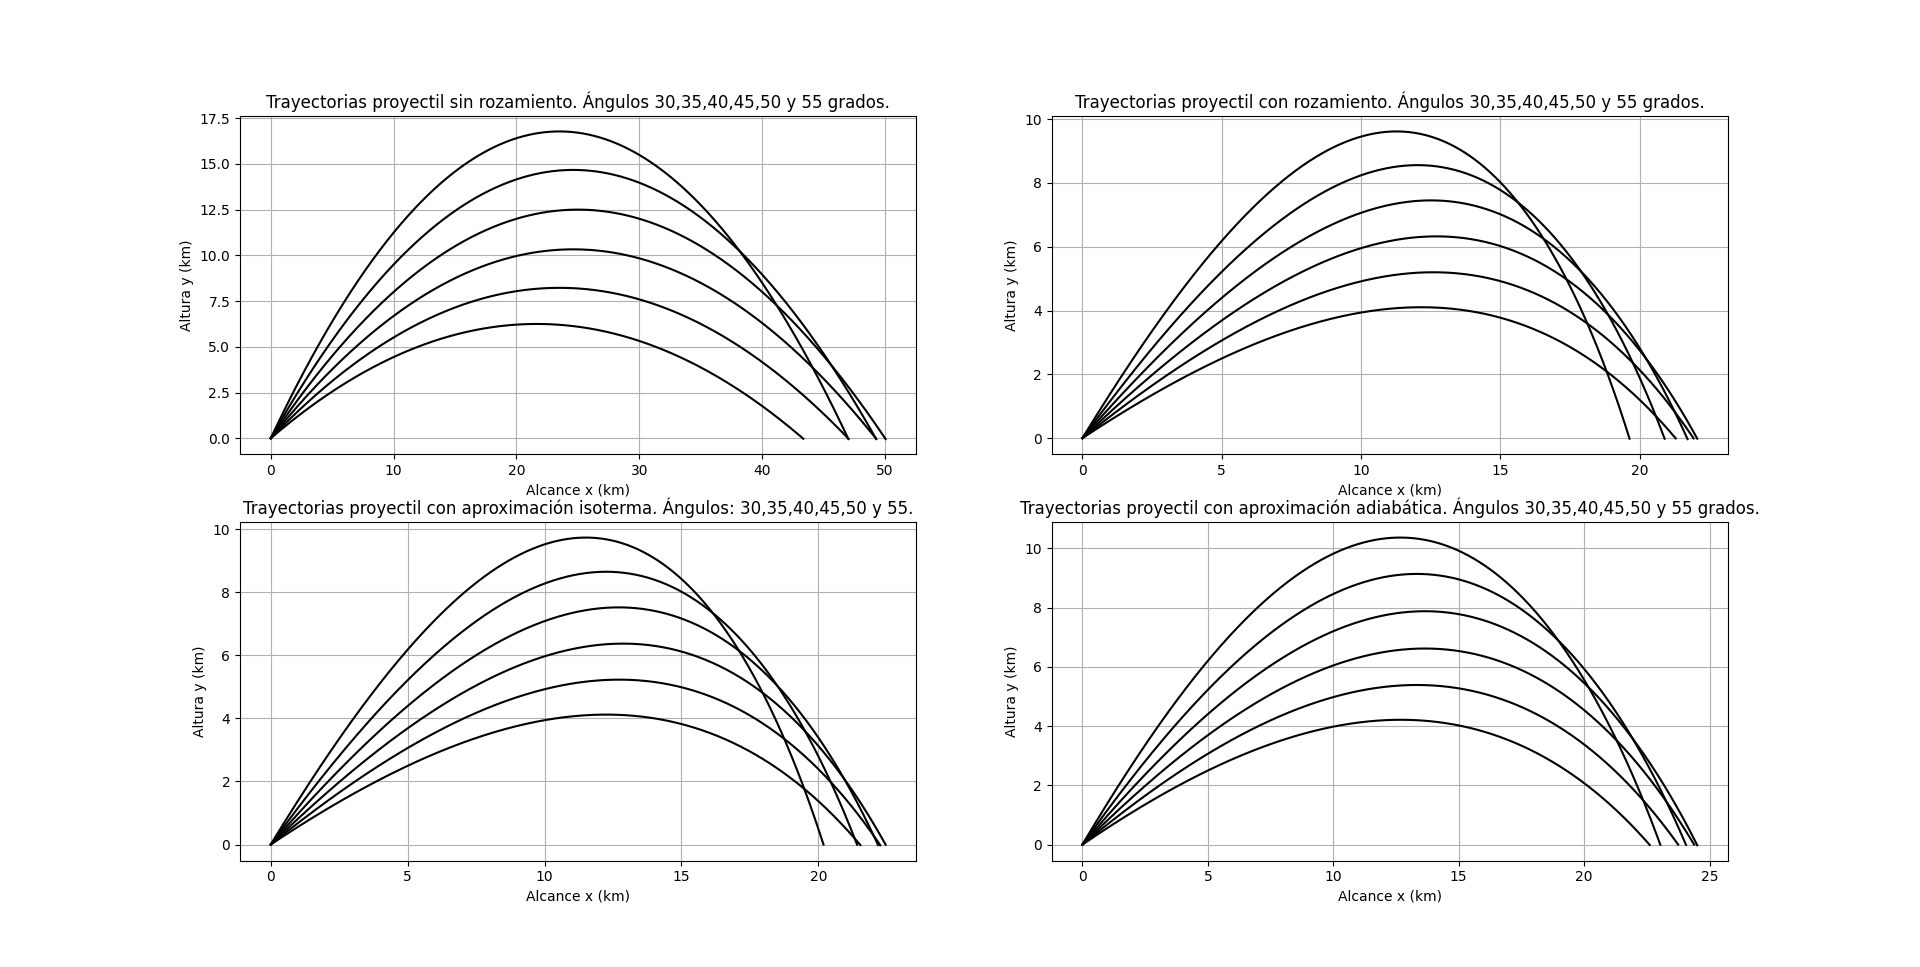 Trayectorias proyectil sin rozamiento. Ángulos 30,35,40,45,50 y 55 grados.
17.5
15.0
12.5
10.0
7.5
5.0
2.5
0.0
Altura y (km)
0 10 20 30 40 50
Alcance x (km)
Trayectorias proyectil con rozamiento. Ángulos 30,35,40,45,50 y 55 grados.
10
8
6
4
2
0
Altura y (km)
0 5 10 15 20
Alcance x (km)
Trayectorias proyectil con aproximación isoterma. Ángulos: 30,35,40,45,50 y 55.
10
8
6
4
2
0
Altura y (km)
0 5 10 15 20
Alcance x (km)
Trayectorias proyectil con aproximación adiabática. Ángulos 30,35,40,45,50 y 55 grados.
10
8
6
4
2
0
Altura y (km)
0 5 10 15 20 25
Alcance x (km)